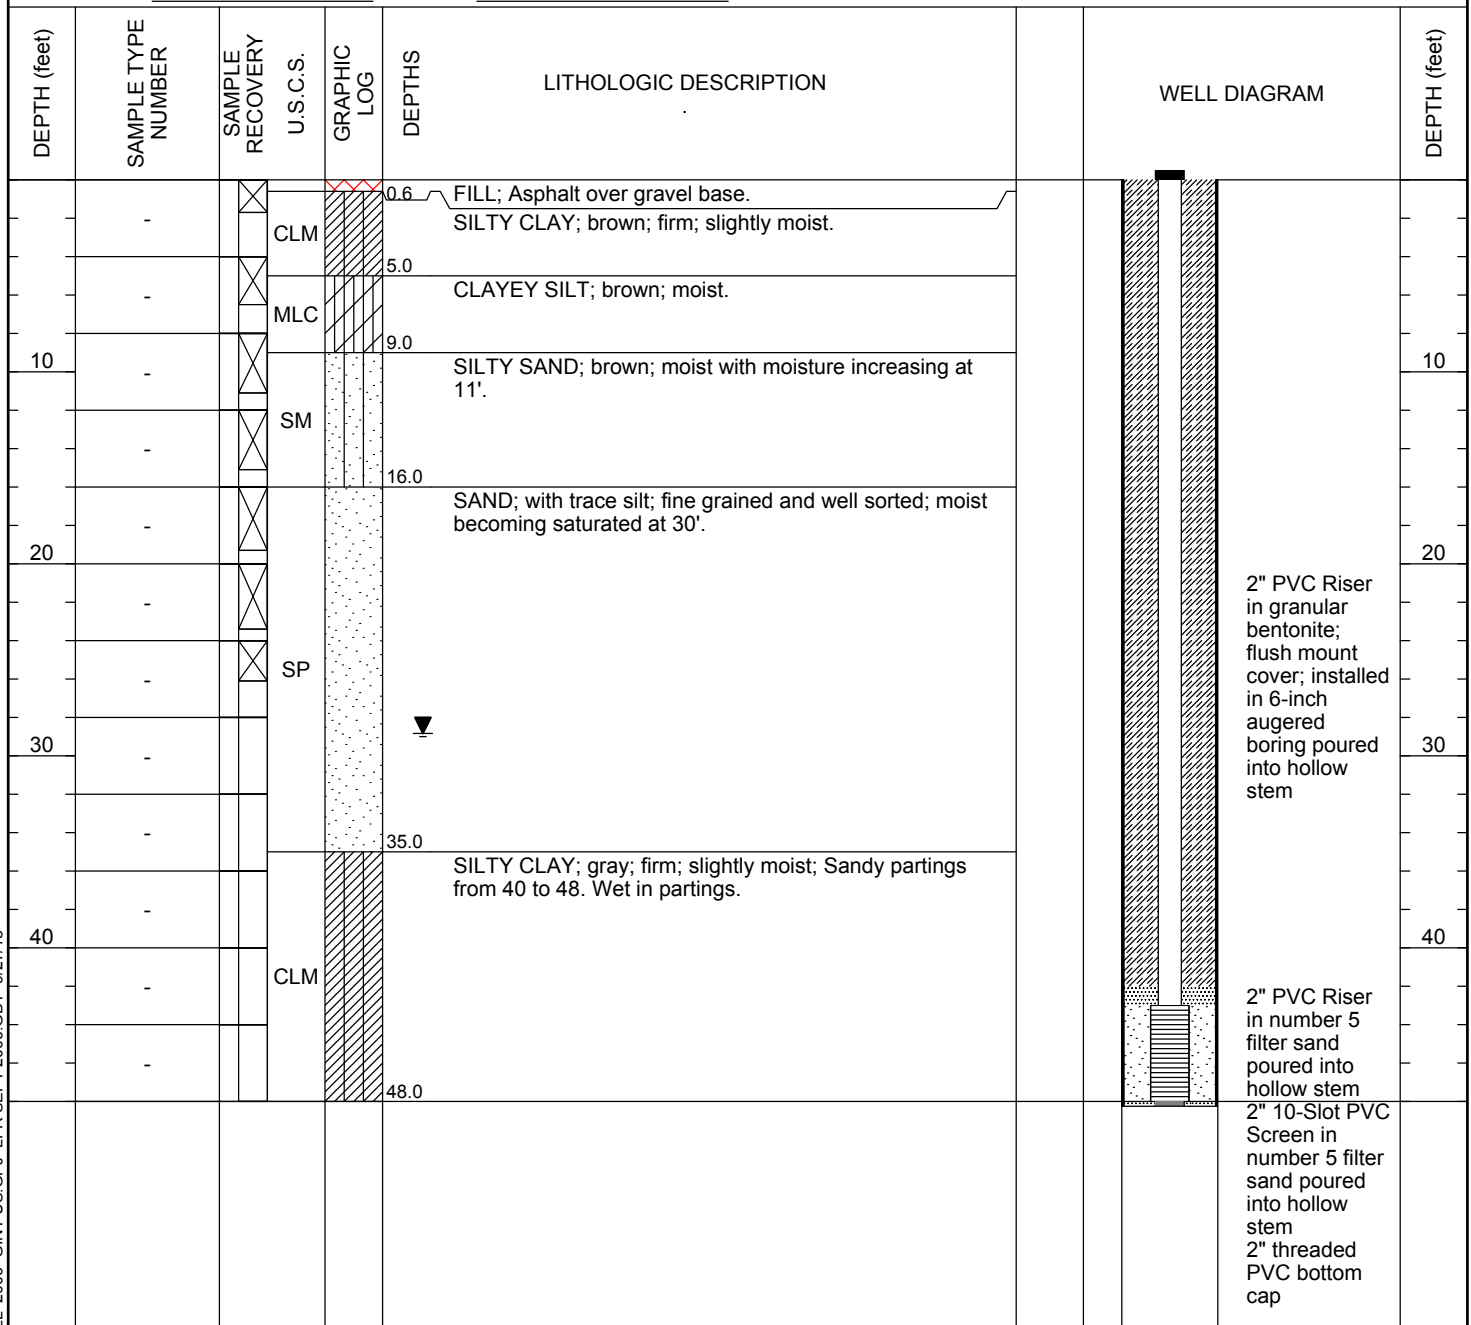 DEPTH (feet)
SAMPLE TYPE
NUMBER
SAMPLE
RECOVERY
U.S.C.S.
GRAPHIC
LOG
DEPTHS
LITHOLOGIC DESCRIPTION
.
WELL DIAGRAM
DEPTH (feet)
0.6
FILL; Asphalt over gravel base.
-
CLM
SILTY CLAY; brown; firm; slightly moist.
5.0
-
MLC
CLAYEY SILT; brown; moist.
9.0
10
-
SM
SILTY SAND; brown; moist with moisture increasing at
11'.
10
-
16.0
SAND; with trace silt; fine grained and well sorted; moist
becoming saturated at 30'.
-
20
20
-
-
SP
2" PVC Riser
in granular
bentonite;
flush mount
cover; installed
in 6-inch
augered
boring poured
into hollow
stem
30
-
30
-
35.0
SILTY CLAY; gray; firm; slightly moist; Sandy partings
from 40 to 48. Wet in partings.
-
40
40
-
CLM
-
48.0
2" PVC Riser
in number 5
filter sand
poured into
hollow stem
2" 10-Slot PVC
Screen in
number 5 filter
sand poured
into hollow
stem
2" threaded
PVC bottom
cap